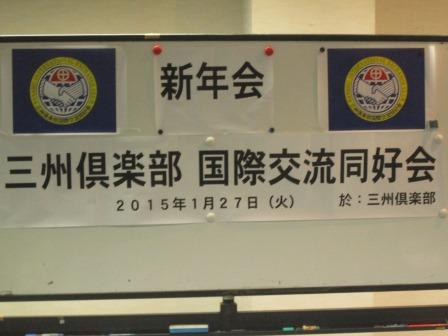 新年会
三州倶楽部 国際交流同好会
2015年1月27日（火） 於：三州倶楽部